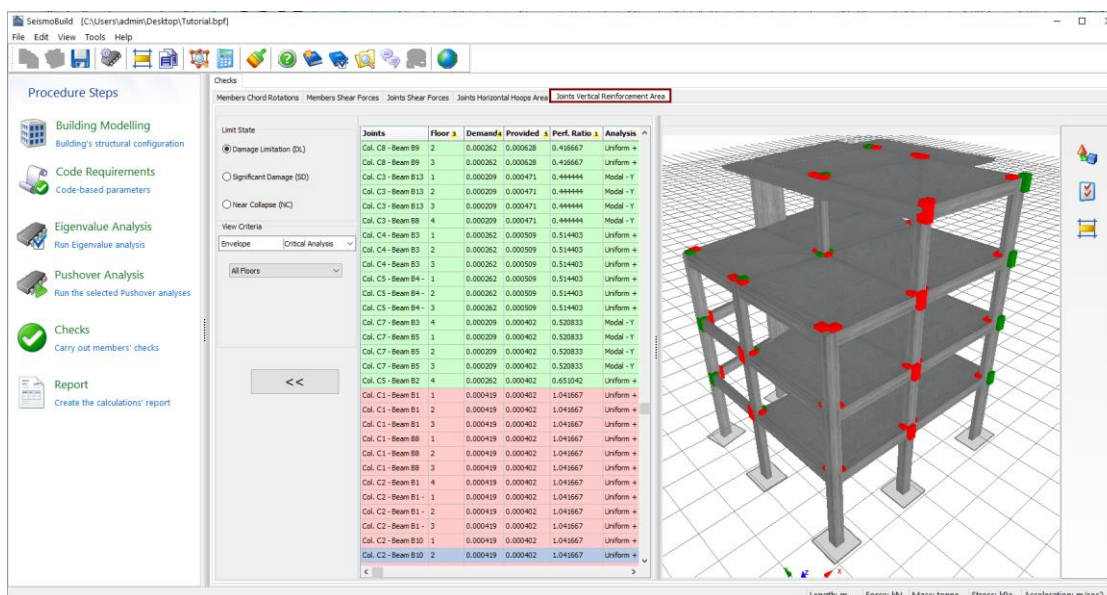 SeismoBuild [C:\Users\admin\Desktop\Tutorial.bpf]
File Edit View Tools Help
Procedure Steps
Building Modelling
Building's structural configuration
Code Requirements
Code-based parameters
Eigenvalue Analysis
Run Eigenvalue analysis
Pushover Analysis
Run the selected Pushover analyses
Checks
Carry out members' checks
Report
Create the calculations' report
Checks
Members Chord Rotations Members Shear Forces Joints Shear Forces Joints Horizontal Hoops Area Joints Vertical Reinforcement Area
Limit State
Damage Limitation (DL)
Significant Damage (SD)
Near Collapse (NC)
View Criteria
Envelope Critical Analysis
All Floors
<<
Joints Floor 3 Demand 4 Provided 5 Perf. Ratio 1 Analysis
Col. C8 - Beam B9 2 0.000262 0.000628 0.416667 Uniform +
Col. C8 - Beam B9 3 0.000262 0.000628 0.416667 Uniform +
Col. C3 - Beam B13 1 0.000209 0.000471 0.444444 Modal - Y
Col. C3 - Beam B13 2 0.000209 0.000471 0.444444 Modal - Y
Col. C3 - Beam B13 3 0.000209 0.000471 0.444444 Modal - Y
Col. C3 - Beam B8 4 0.000209 0.000471 0.444444 Uniform +
Col. C4 - Beam B3 1 0.000262 0.000509 0.514403 Uniform +
Col. C4 - Beam B3 2 0.000262 0.000509 0.514403 Uniform +
Col. C4 - Beam B3 3 0.000262 0.000509 0.514403 Uniform +
Col. C5 - Beam B4 - 1 0.000262 0.000509 0.514403 Uniform +
Col. C5 - Beam B4 - 2 0.000262 0.000509 0.514403 Uniform +
Col. C5 - Beam B4 - 3 0.000262 0.000509 0.514403 Uniform +
Col. C7 - Beam B3 4 0.000209 0.000402 0.520833 Modal - Y
Col. C7 - Beam B5 1 0.000209 0.000402 0.520833 Modal - Y
Col. C7 - Beam B5 2 0.000209 0.000402 0.520833 Modal - Y
Col. C7 - Beam B5 3 0.000209 0.000402 0.520833 Modal - Y
Col. C5 - Beam B2 4 0.000262 0.000402 0.651042 Uniform +
Col. C1 - Beam B1 1 0.000419 0.000402 1.041667 Uniform +
Col. C1 - Beam B1 2 0.000419 0.000402 1.041667 Uniform +
Col. C1 - Beam B1 3 0.000419 0.000402 1.041667 Uniform +
Col. C1 - Beam B8 1 0.000419 0.000402 1.041667 Uniform +
Col. C1 - Beam B8 2 0.000419 0.000402 1.041667 Uniform +
Col. C1 - Beam B8 3 0.000419 0.000402 1.041667 Uniform +
Col. C1 - Beam B1 4 0.000419 0.000402 1.041667 Uniform +
Col. C2 - Beam B1 - 1 0.000419 0.000402 1.041667 Uniform +
Col. C2 - Beam B1 - 2 0.000419 0.000402 1.041667 Uniform +
Col. C2 - Beam B1 - 3 0.000419 0.000402 1.041667 Uniform +
Col. C2 - Beam B10 1 0.000419 0.000402 1.041667 Uniform +
Col. C2 - Beam B10 2 0.000419 0.000402 1.041667 Uniform +
Y Z X
Length: m Force: kN Mass: tonne Stress: kPa Acceleration: m/sec2